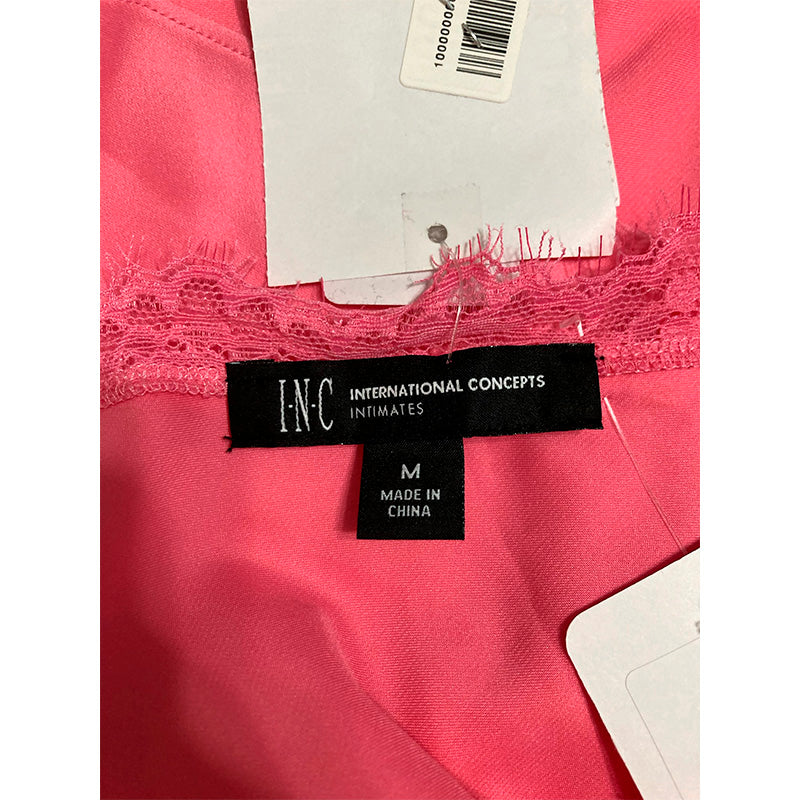 I·N·C
INTERNATIONAL CONCEPTS
INTIMATES
M
MADE IN
CHINA